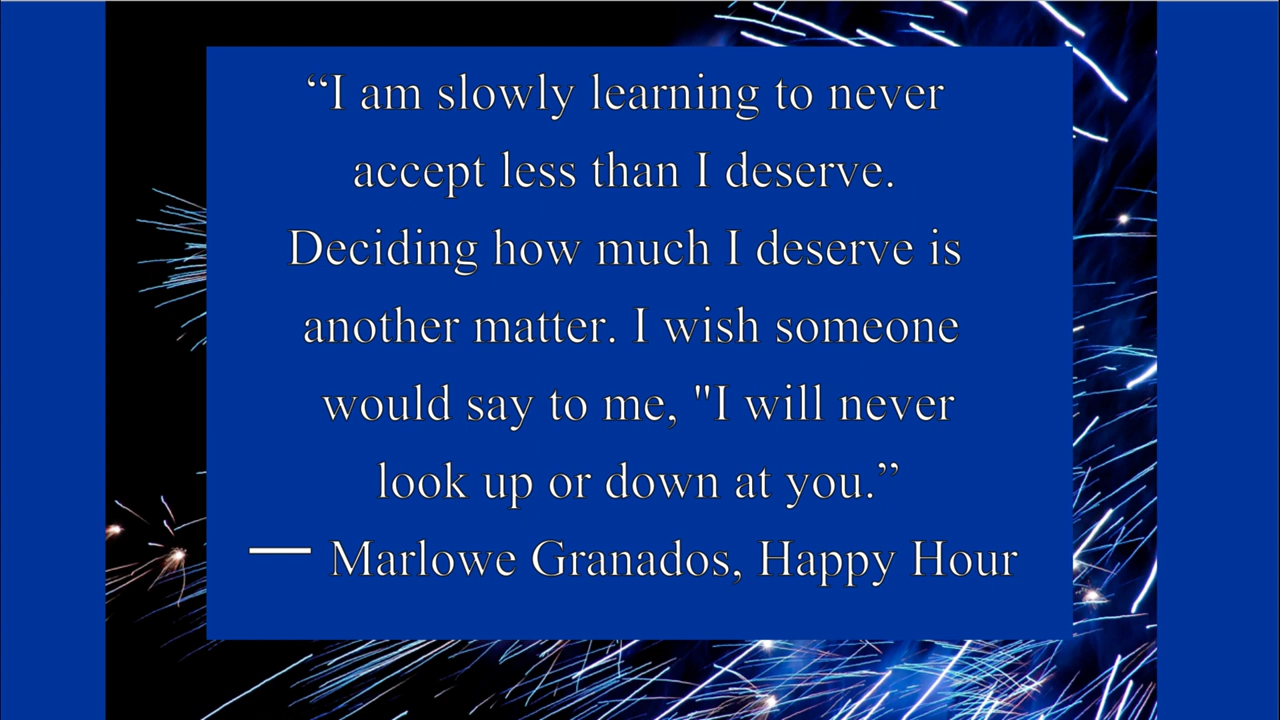 “I am slowly learning to never
accept less than I deserve.
Deciding how much I deserve is
another matter. I wish someone
would say to me, "I will never
look up or down at you.”
— Marlowe Granados, Happy Hour